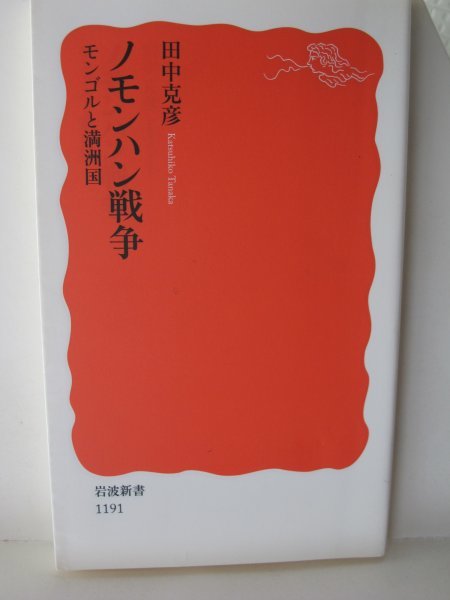 田中克彦
Katsuhiko Tanaka
ノモンハン戦争
モンゴルと満洲国
岩波新書
1191